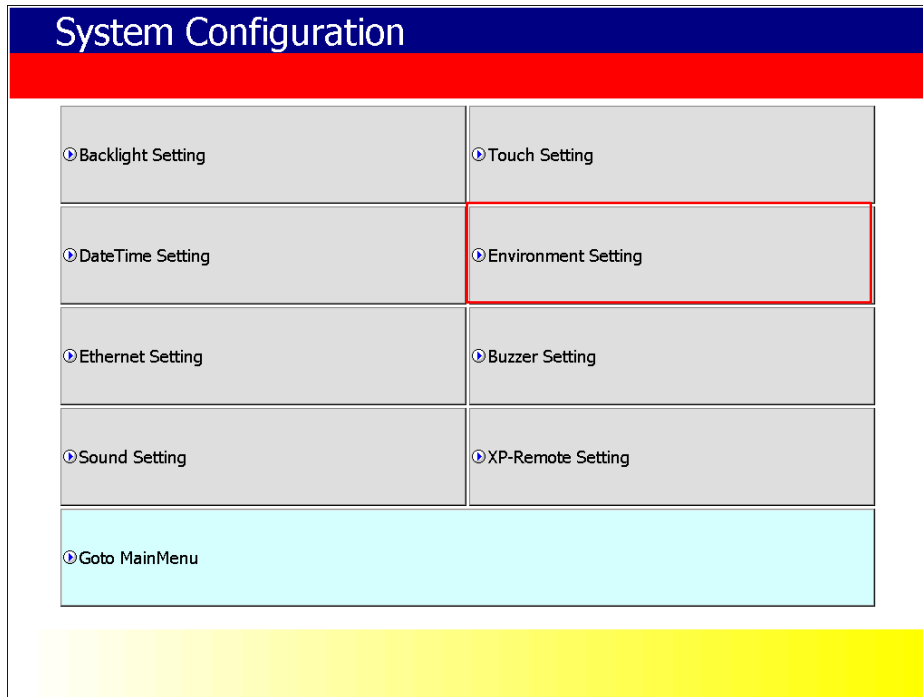 System Configuration
Backlight Setting
Touch Setting
DateTime Setting
Environment Setting
Ethernet Setting
Buzzer Setting
Sound Setting
XP-Remote Setting
Goto MainMenu